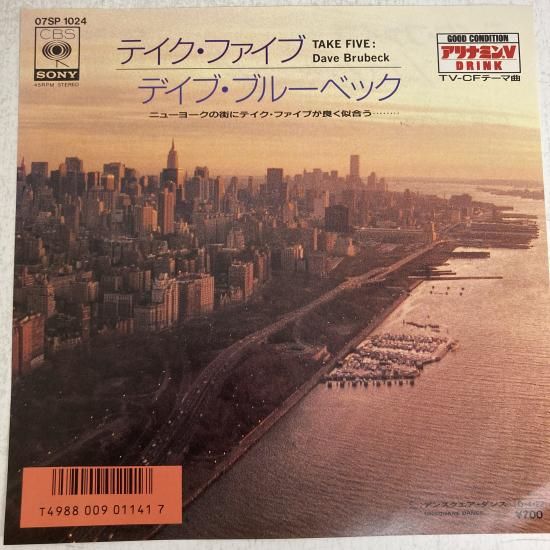 07SP 1024
CBS
SONY
45RPM STEREO
テイク・ファイブ
TAKE FIVE:
Dave Brubeck
デイブ・ブルーベック
ニューヨークの街にテイク・ファイブが良く似合う‥‥‥‥
GOOD CONDITION
アリナミンV
DRINK
TV-CFテーマ曲
アンスクエア・ダンス
UNSQUARE DANCE
¥700
T4988 009 01141 7